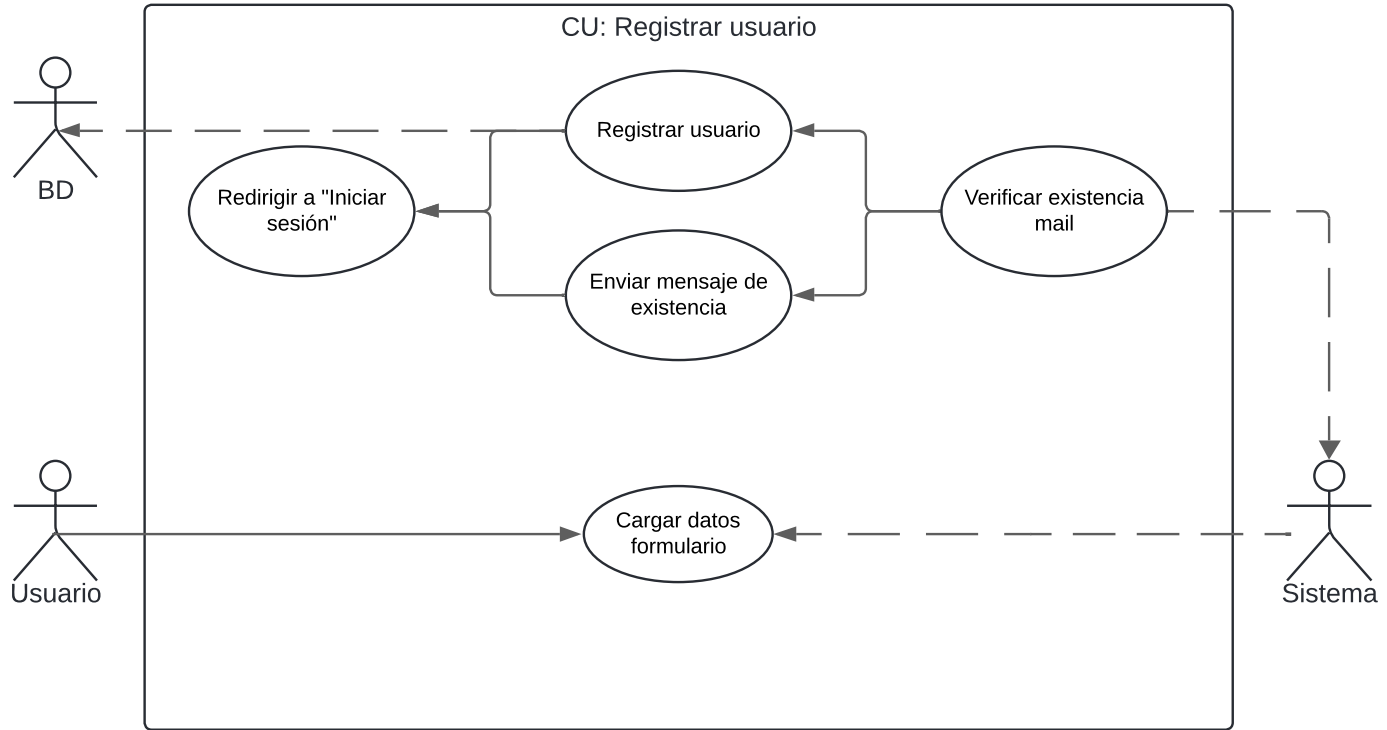 CU: Registrar usuario
Registrar usuario
BD
Redirigir a "Iniciar
sesión"
Verificar existencia
mail
Enviar mensaje de
existencia
Cargar datos
formulario
Usuario
Sistema